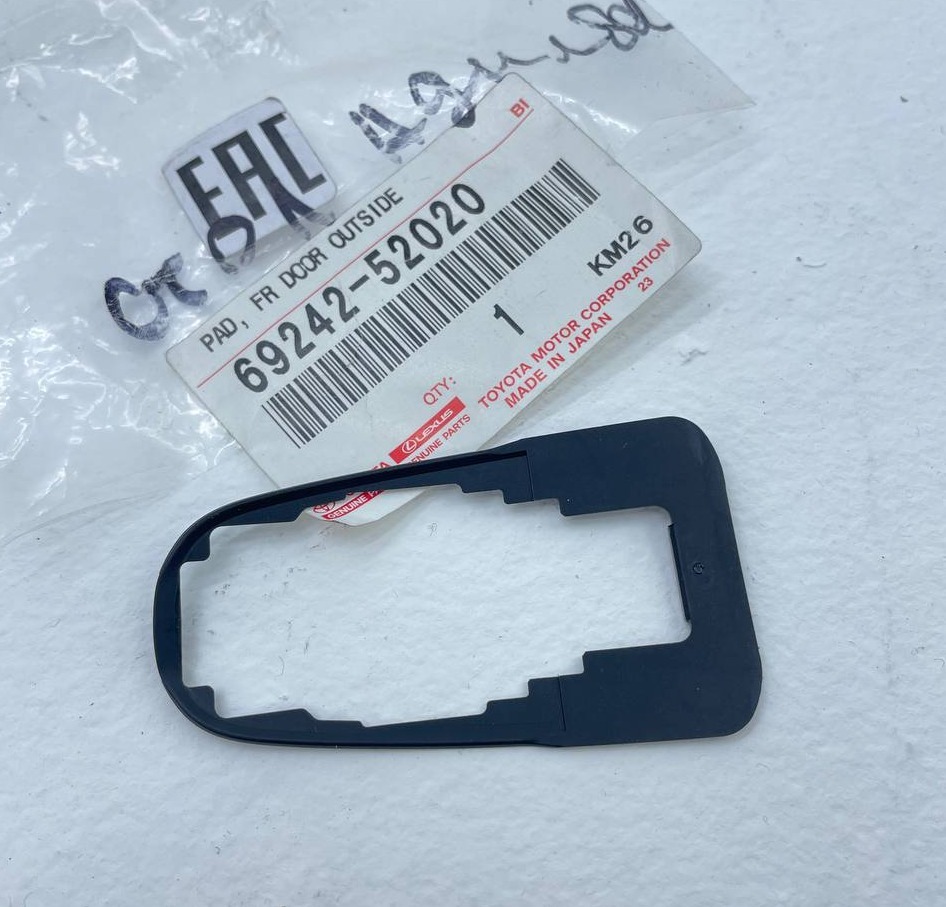 EAC
BI
PAD, FR DOOR OUTSIDE
69242-52020
KM26
QTY: 1
TOYOTA MOTOR CORPORATION
MADE IN JAPAN 23
LEXUS
GENUINE PARTS